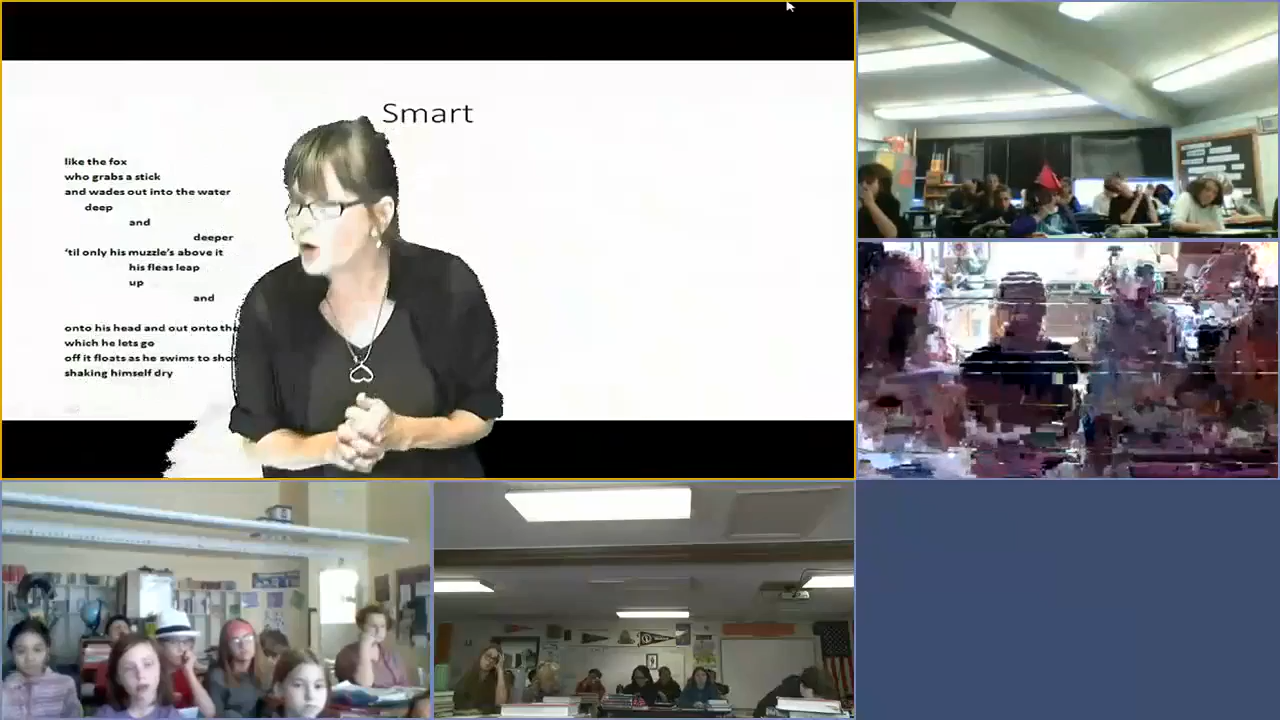 Smart
like the fox
who grabs a stick
and wades out into the water
deep
and
deeper
‘til only his muzzle’s above it
his fleas leap
up
and
onto his head and out onto the
which he lets go
off it floats as he swims to sho
shaking himself dry